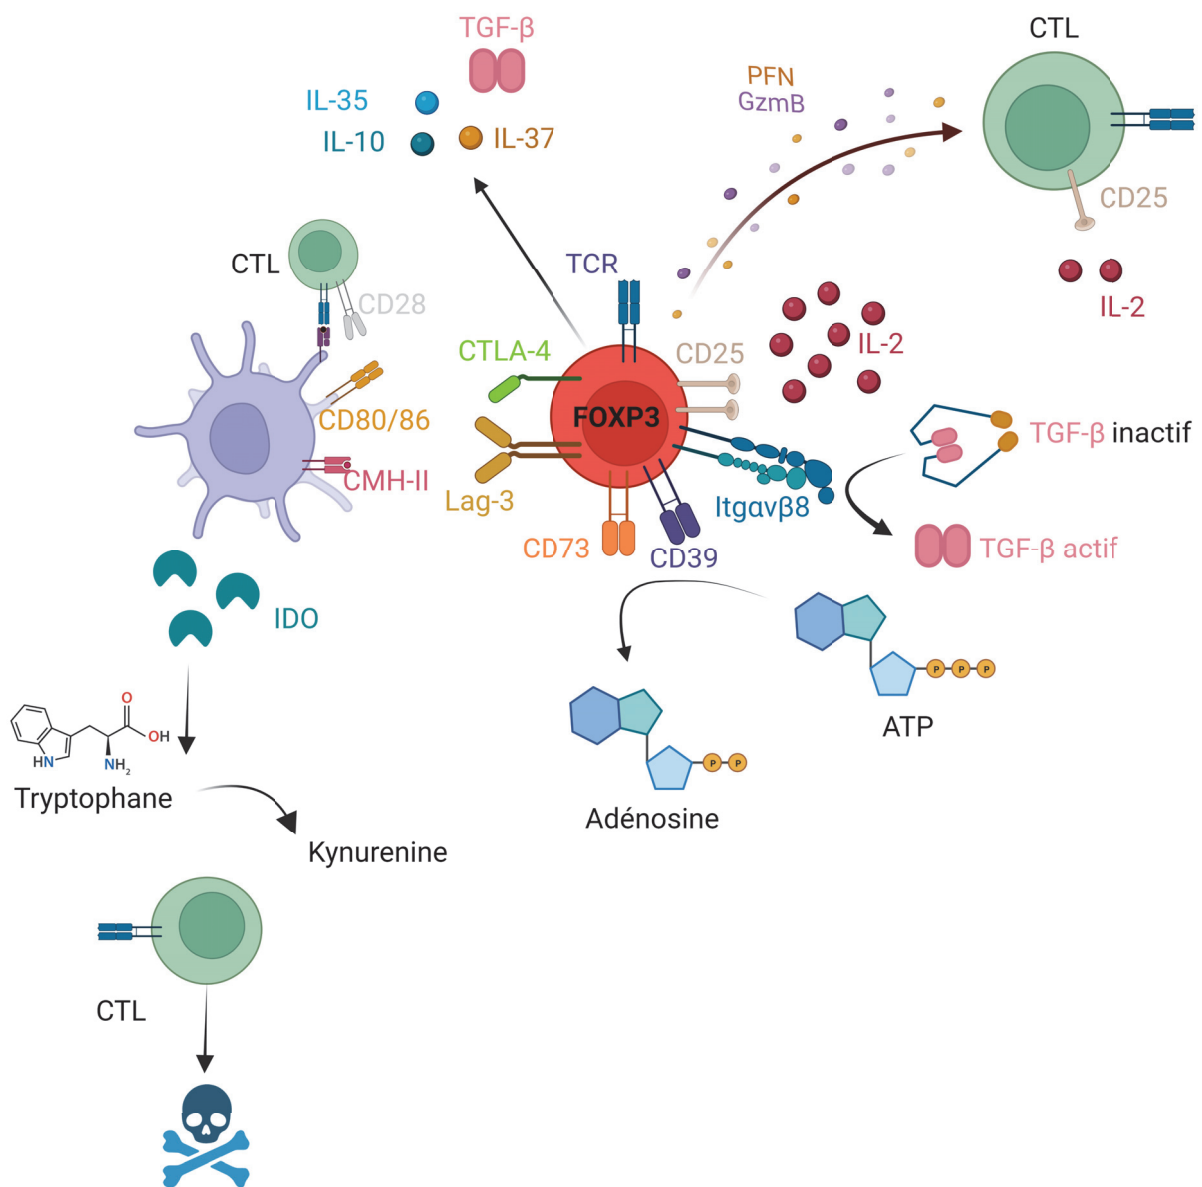 TGF-β
IL-35
IL-10
IL-37
PFN
GzmB
CTL
CD25
IL-2
CTL
CD28
TCR
CTLA-4
CD25
IL-2
FOXP3
CD80/86
CMH-II
Lag-3
Itgαvβ8
TGF-β inactif
CD73
CD39
TGF-β actif
IDO
P P P
ATP
O
OH
HN
NH2
Tryptophane
P P
Adénosine
Kynurenine
CTL